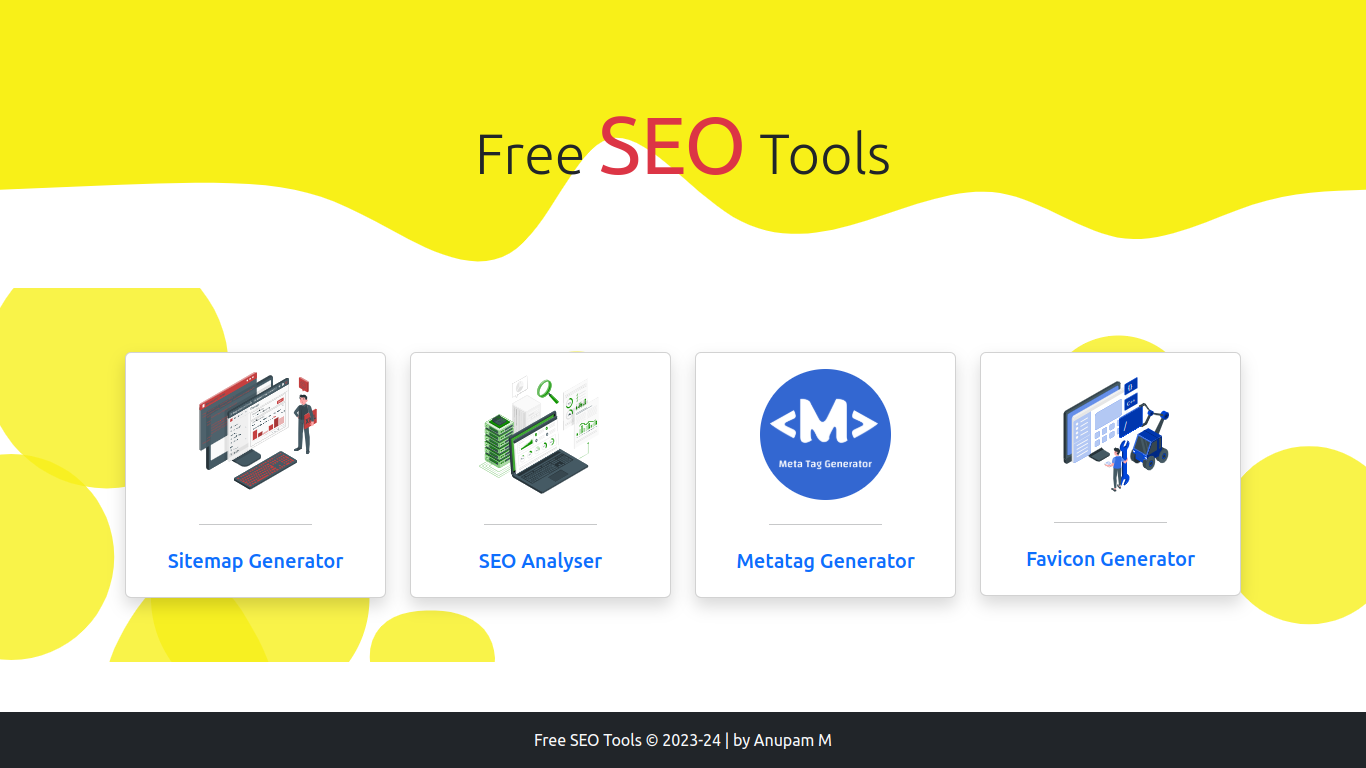 Free SEO Tools
<M>
Meta Tag Generator
Sitemap Generator
SEO Analyser
Metatag Generator
Favicon Generator
Free SEO Tools © 2023-24 | by Anupam M